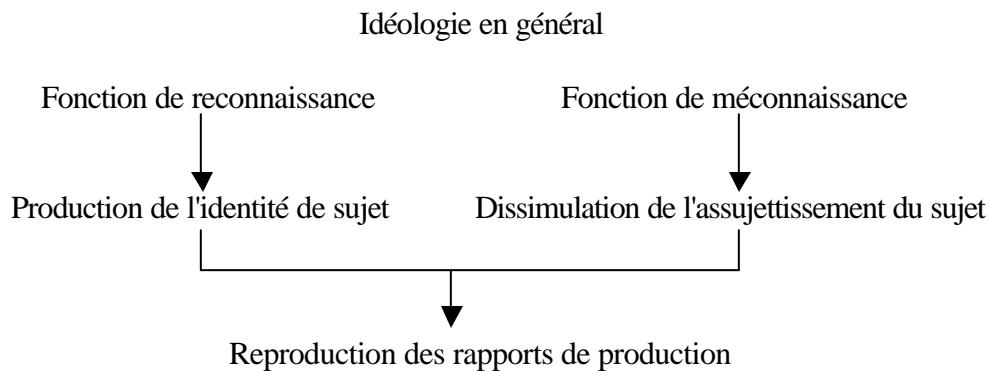 Idéologie en général
Fonction de reconnaissance Fonction de méconnaissance
Production de l'identité de sujet Dissimulation de l'assujettissement du sujet
Reproduction des rapports de production